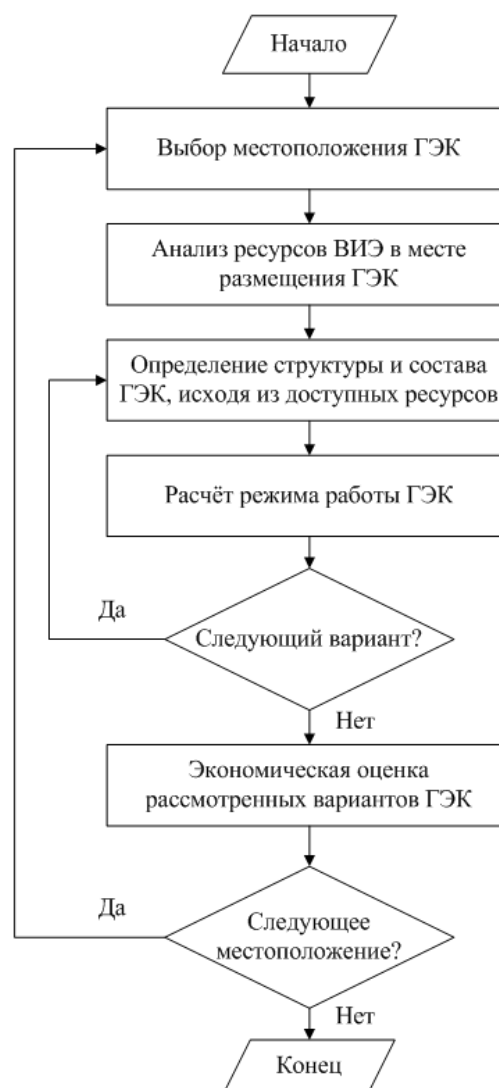 Начало
Выбор местоположения ГЭК
Анализ ресурсов ВИЭ в месте
размещения ГЭК
Определение структуры и состава
ГЭК, исходя из доступных ресурсов
Расчёт режима работы ГЭК
Да
Следующий вариант?
Нет
Экономическая оценка
рассмотренных вариантов ГЭК
Да
Следующее
местоположение?
Нет
Конец